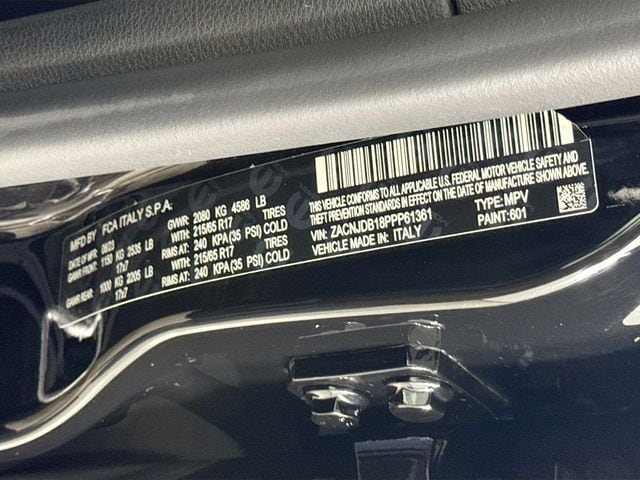 MFD BY FCA ITALY S.P.A:
DATE OF MFR 09/23 GVWR: 2080 KG 4586 LB
GAWR FRONT: 1150 KG 2535 LB WITH: 215/65 R17 TIRES
17x7 RIMS AT: 240 KPA(35 PSI) COLD
GAWR REAR: 1000 KG 2205 LB WITH: 215/65 R17 TIRES
17x7 RIMS AT: 240 KPA(35 PSI) COLD
THIS VEHICLE CONFORMS TO ALL APPLICABLE U.S. FEDERAL MOTOR VEHICLE SAFETY AND
THEFT PREVENTION STANDARDS IN EFFECT ON THE DATE OF MANUFACTURE SHOWN ABOVE.
VIN: ZACNJDB18PPP61361 TYPE: MPV
VEHICLE MADE IN: ITALY PAINT: 601